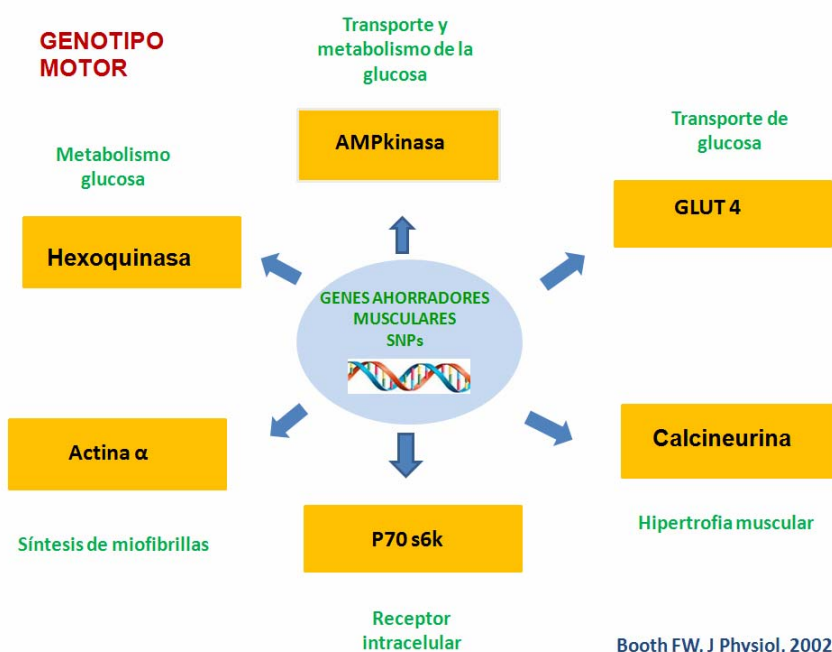 GENOTIPO
MOTOR
Transporte y
metabolismo de la
glucosa
AMPkinasa
Transporte de
glucosa
GLUT 4
Metabolismo
glucosa
Hexoquinasa
GENES AHORRADORES
MUSCULARES
SNPs
Actina α
Síntesis de miofibrillas
P70 s6k
Receptor
intracelular
Calcineurina
Hipertrofia muscular
Booth FW. J Physiol. 2002